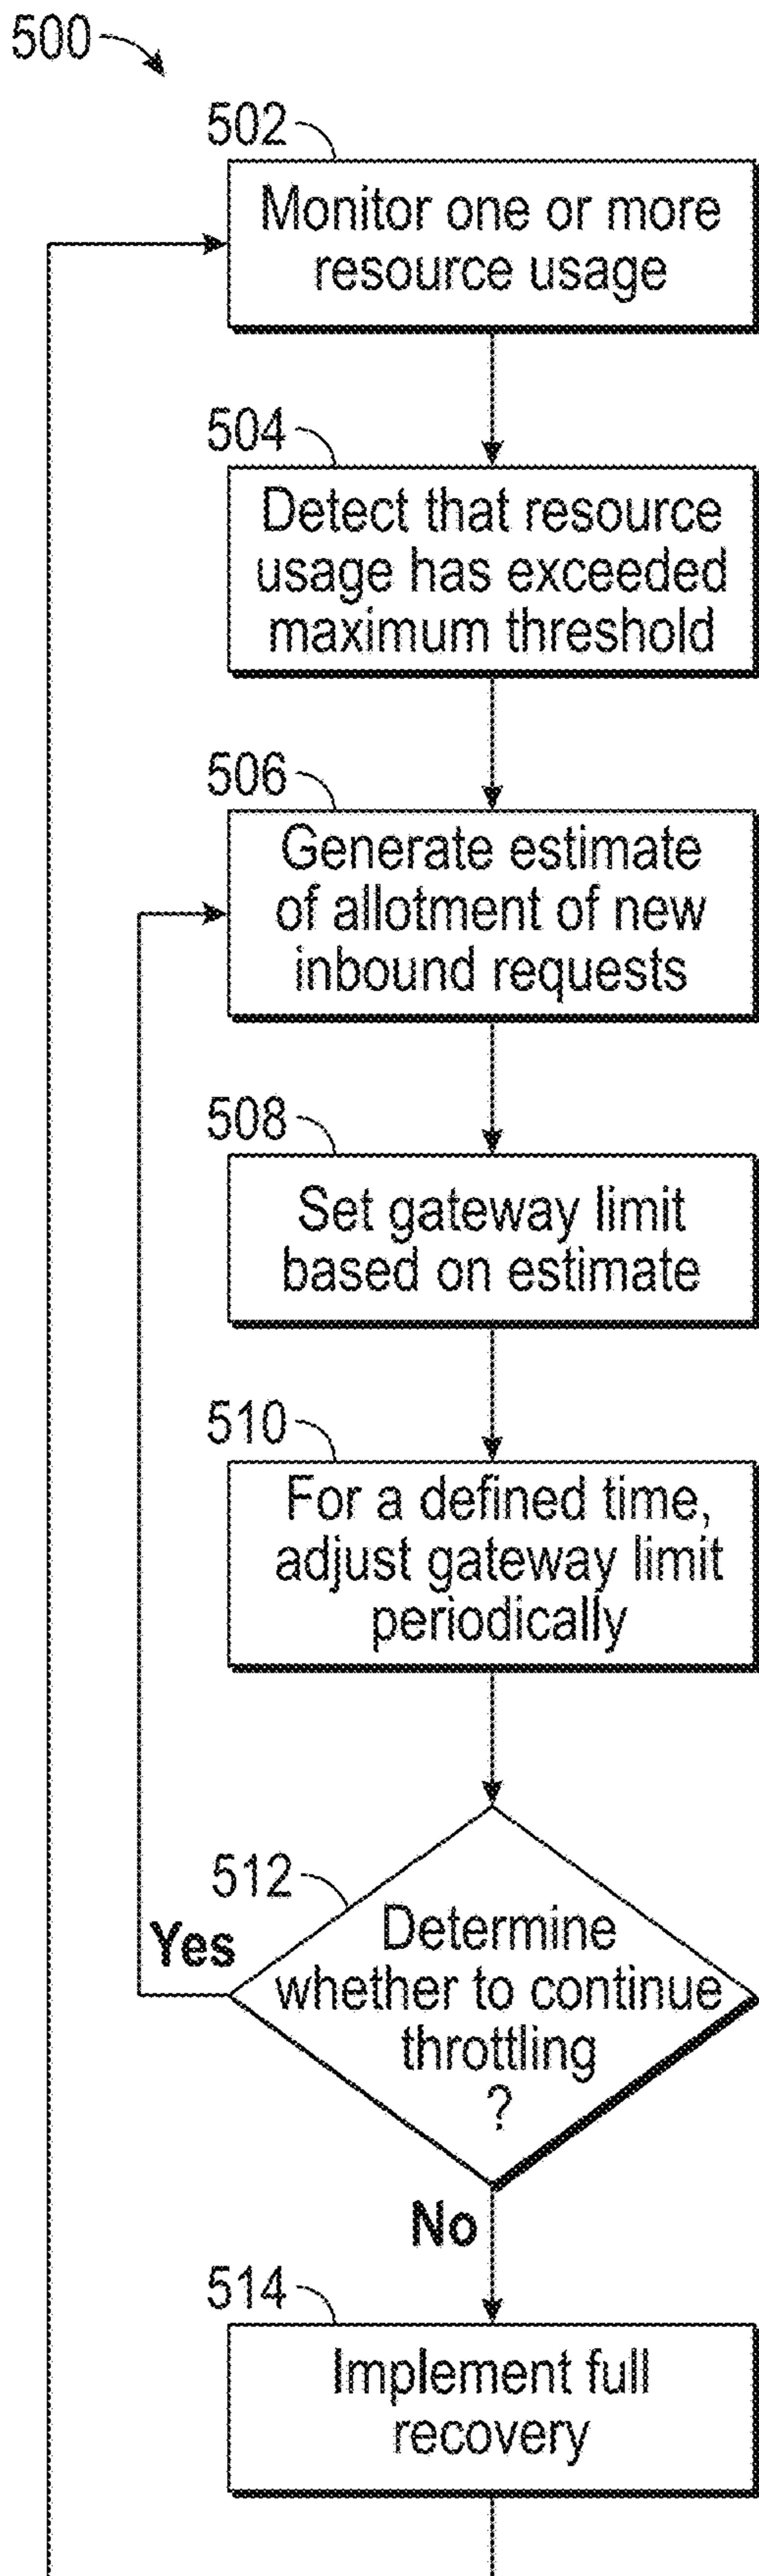 500
502
Monitor one or more
resource usage
504
Detect that resource
usage has exceeded
maximum threshold
506
Generate estimate
of allotment of new
inbound requests
508
Set gateway limit
based on estimate
510
For a defined time,
adjust gateway limit
periodically
512
Yes
Determine
whether to continue
throttling
?
No
514
Implement full
recovery